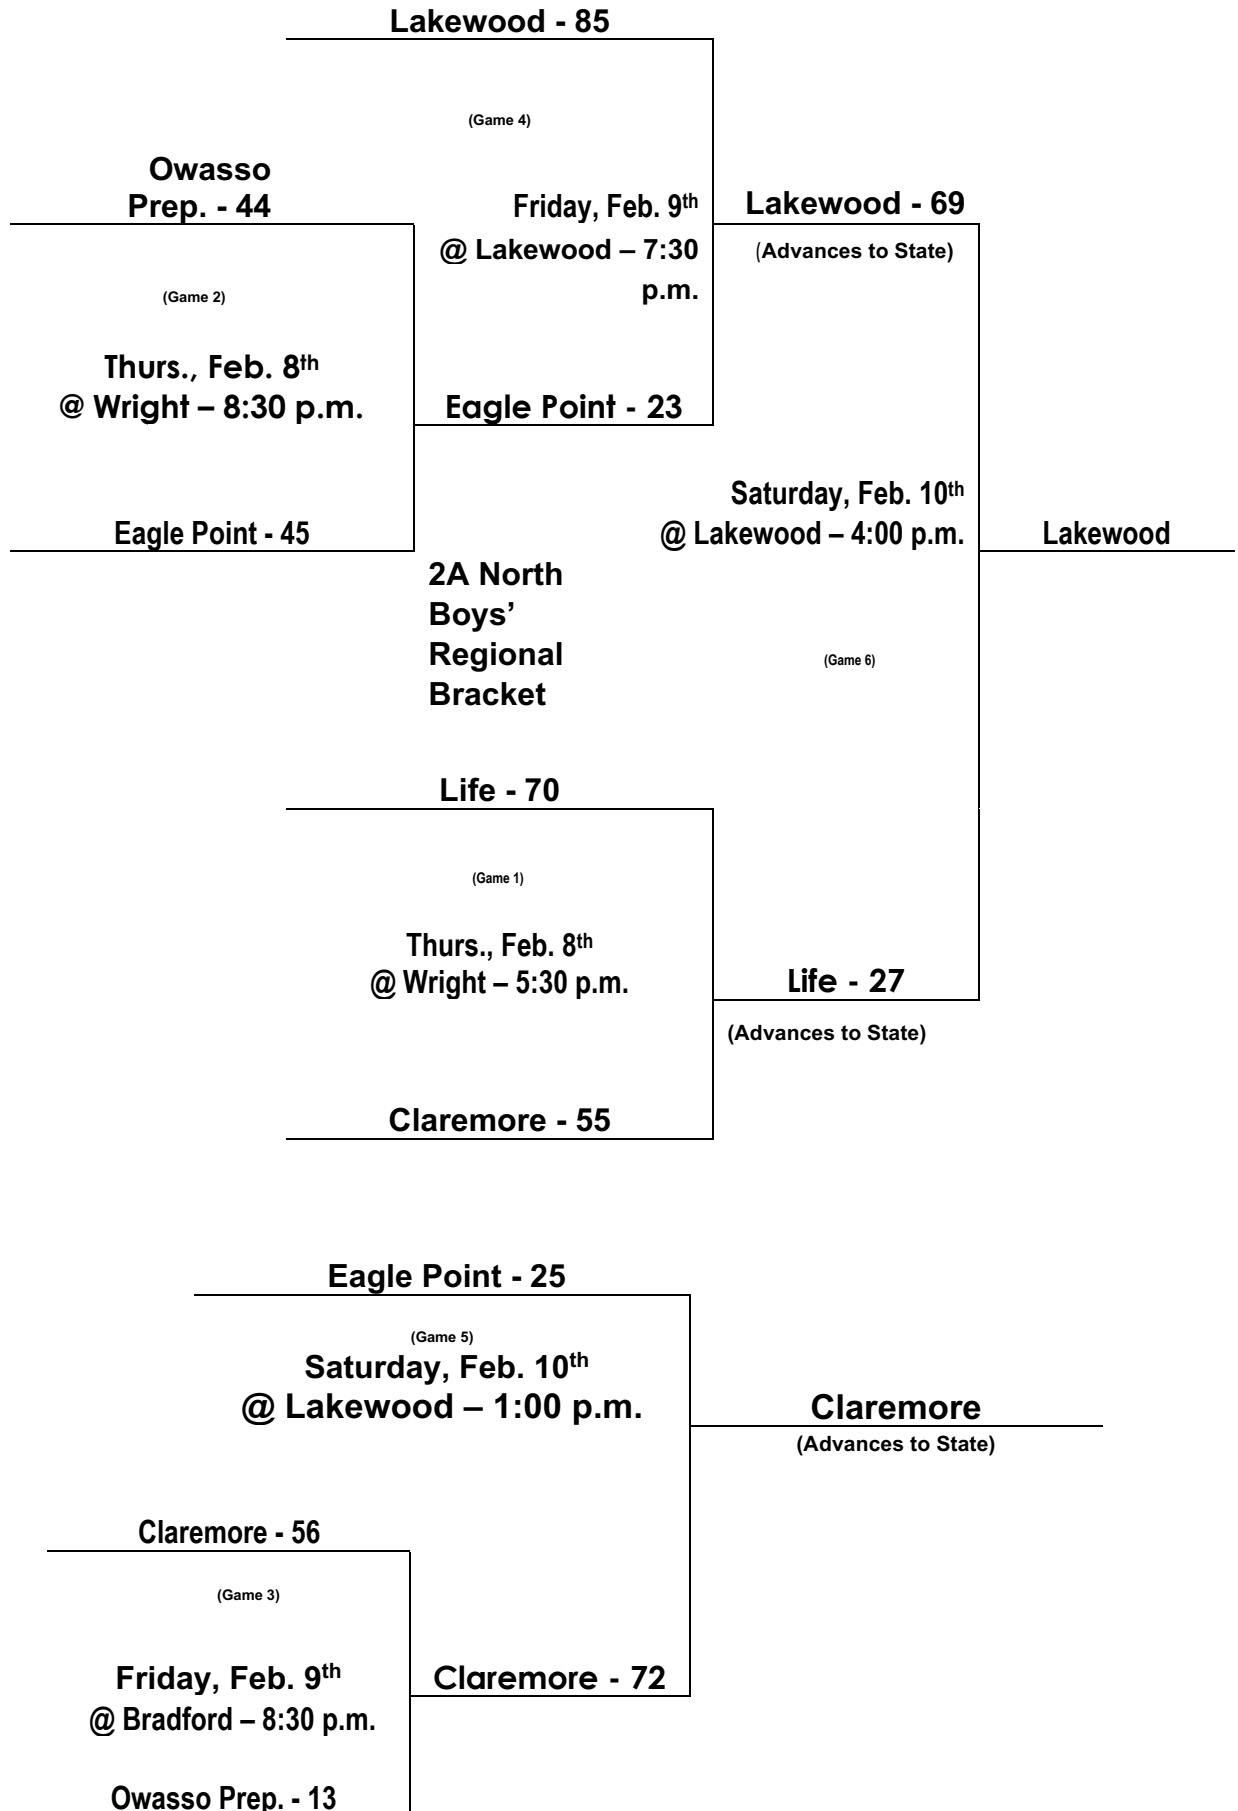 Lakewood - 85
(Game 4)
Owasso
Prep. - 44
Friday, Feb. 9th
@ Lakewood – 7:30
p.m.
Lakewood - 69
(Advances to State)
(Game 2)
Thurs., Feb. 8th
@ Wright – 8:30 p.m.
Eagle Point - 23
Eagle Point - 45
Saturday, Feb. 10th
@ Lakewood – 4:00 p.m.
Lakewood
2A North
Boys’
Regional
Bracket
(Game 6)
Life - 70
(Game 1)
Thurs., Feb. 8th
@ Wright – 5:30 p.m.
Life - 27
(Advances to State)
Claremore - 55
Eagle Point - 25
(Game 5)
Saturday, Feb. 10th
@ Lakewood – 1:00 p.m.
Claremore
(Advances to State)
Claremore - 56
(Game 3)
Friday, Feb. 9th
@ Bradford – 8:30 p.m.
Claremore - 72
Owasso Prep. - 13